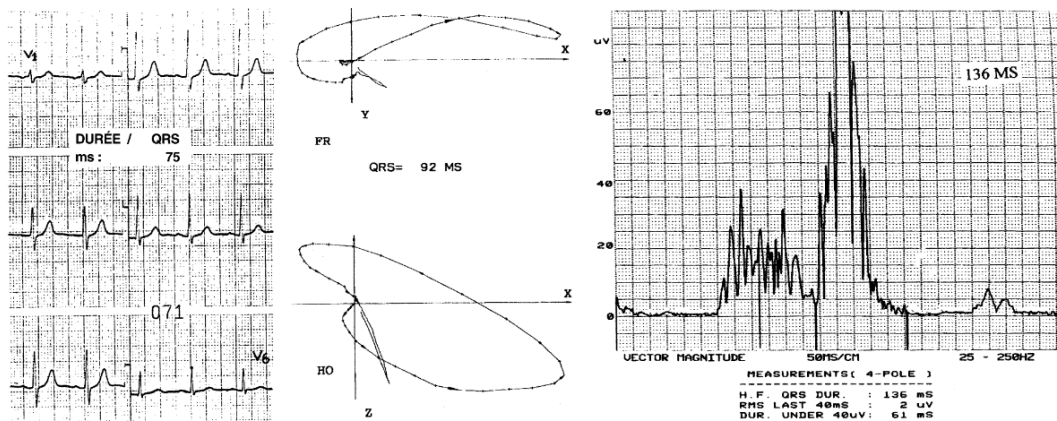 V1
DURÉE / QRS
ms : 75
071
V6
X
Y
FR
QRS= 92 MS
X
HO
Z
uV
60
40
20
0
136 MS
VECTOR MAGNITUDE 50MS/CM 25 - 250HZ
MEASUREMENTS( 4-POLE )
H.F. QRS DUR. : 136 mS
RMS LAST 40mS : 2 uV
DUR. UNDER 40uV: 61 mS